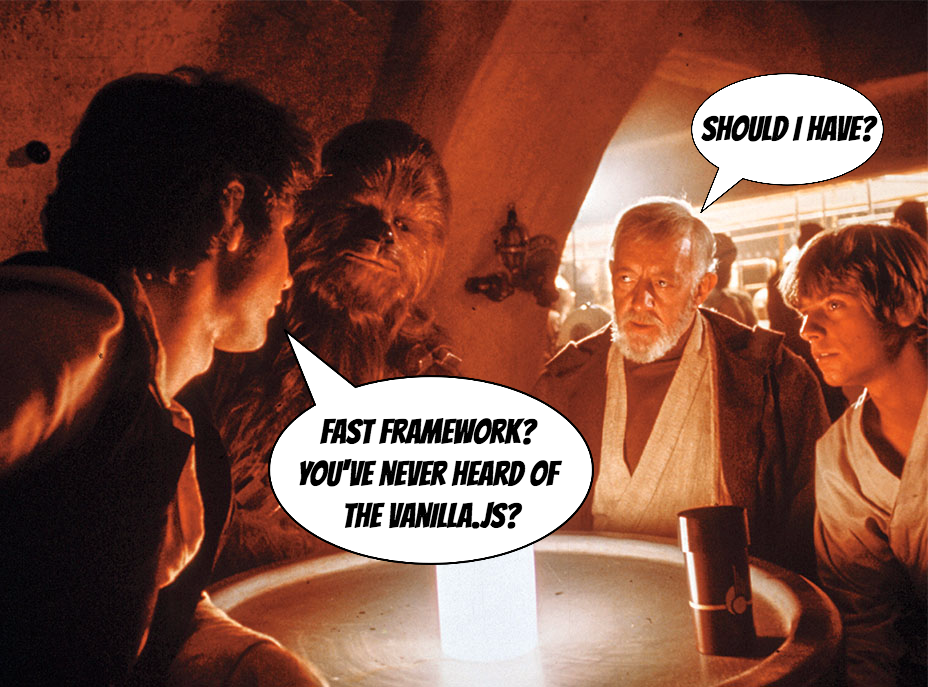 FAST FRAMEWORK?
YOU'VE NEVER HEARD OF
THE VANILLA.JS?
SHOULD I HAVE?